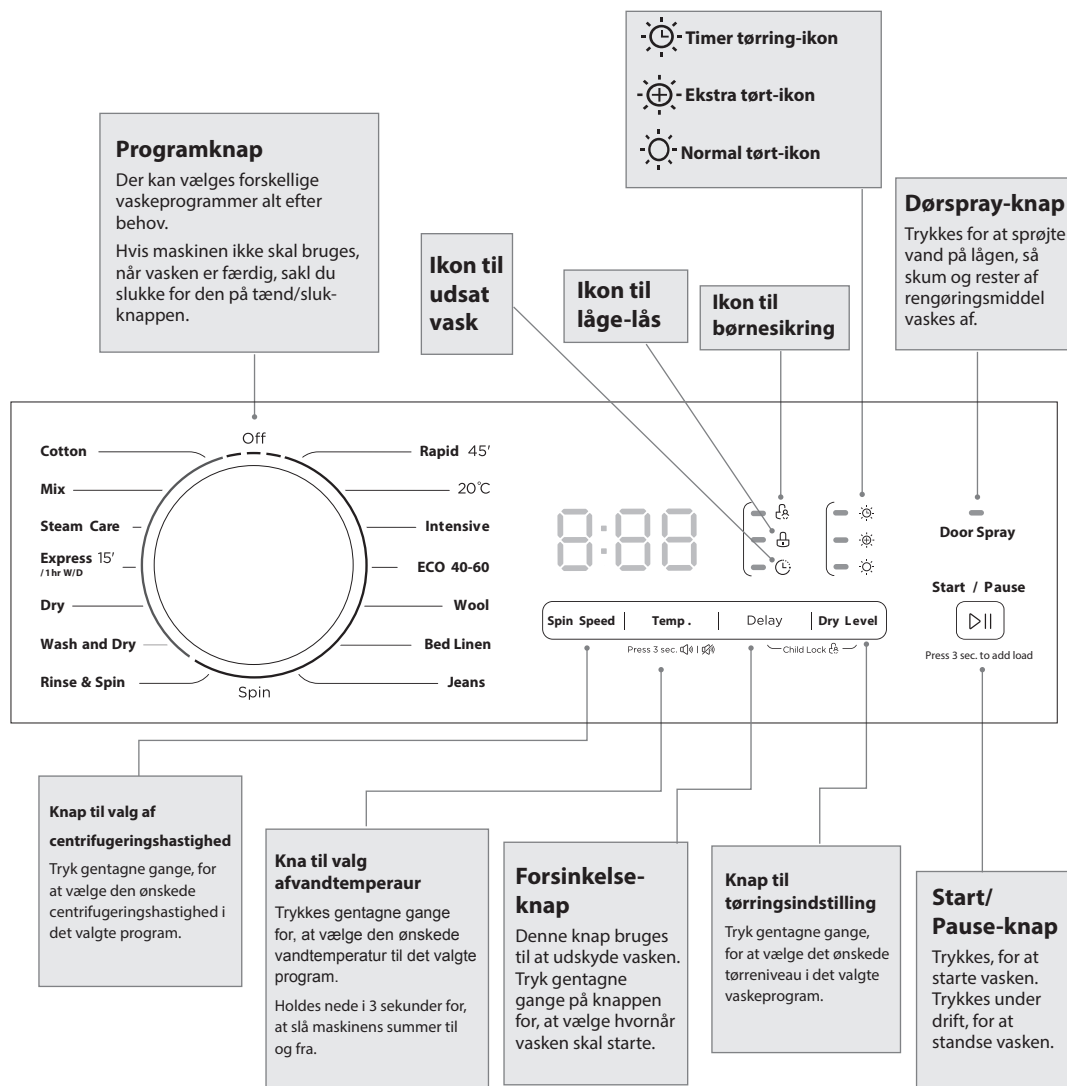 Timer tørring-ikon
Ekstra tørt-ikon
Normal tørt-ikon
Programknap
Der kan vælges forskellige
vaskeprogrammer alt efter
behov.
Hvis maskinen ikke skal bruges,
når vasken er færdig, sakl du
slukke for den på tænd/sluk-
knappen.
Ikon til
udsat
vask
Ikon til
låge-lås
Ikon til
børnesikring
Dørspray-knap
Trykkes for at sprøjte
vand på lågen, så
skum og rester af
rengøringsmiddel
vaskes af.
Off
Cotton
Mix
Steam Care
Express 15'
/1hr W/D
Dry
Wash and Dry
Rinse & Spin
Spin
Rapid 45'
20°C
Intensive
ECO 40-60
Wool
Bed Linen
Jeans
8:88
Spin Speed | Temp. | Delay | Dry Level
Press 3 sec.
Child Lock
Door Spray
Start / Pause
Press 3 sec. to add load
Knap til valg af
centrifugeringshastighed
Tryk gentagne gange, for
at vælge den ønskede
centrifugeringshastighed i
det valgte program.
Kna til valg
afvandtemperaur
Trykkes gentagne gange
for, at vælge den ønskede
vandtemperatur til det valgte
program.
Holdes nede i 3 sekunder for,
at slå maskinens summer til
og fra.
Forsinkelse-
knap
Denne knap bruges
til at udskyde vasken.
Tryk gentagne
gange på knappen
for, at vælge hvornår
vasken skal starte.
Knap til
tørringsindstilling
Tryk gentagne gange,
for at vælge det ønskede
tørreniveau i det valgte
vaskeprogram.
Start/
Pause-knap
Trykkes, for at
starte vasken.
Trykkes under
drift, for at
standse vasken.